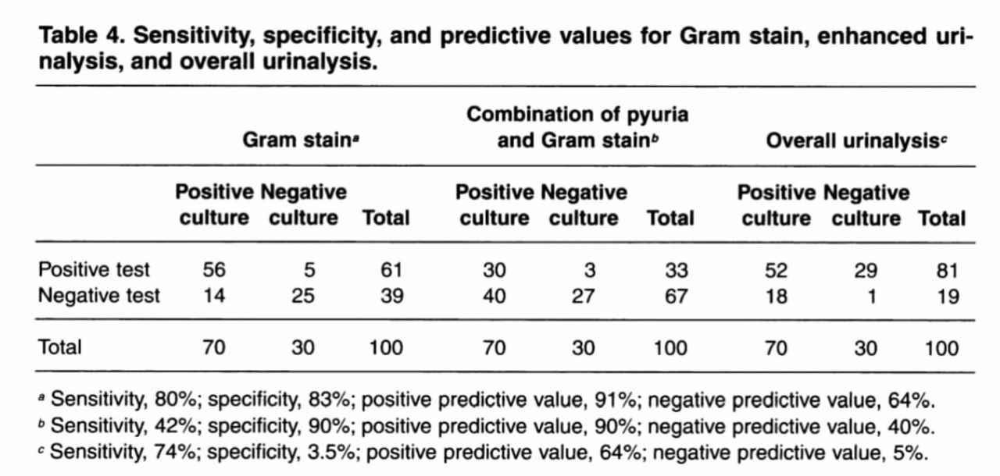 Table 4. Sensitivity, specificity, and predictive values for Gram stain, enhanced uri-
nalysis, and overall urinalysis.
Combination of pyuria
Gram stainᵃ and Gram stainᵇ Overall urinalysisᶜ
Positive Negative Positive Negative Positive Negative
culture culture Total culture culture Total culture culture Total
Positive test 56 5 61 30 3 33 52 29 81
Negative test 14 25 39 40 27 67 18 1 19
Total 70 30 100 70 30 100 70 30 100
ᵃ Sensitivity, 80%; specificity, 83%; positive predictive value, 91%; negative predictive value, 64%.
ᵇ Sensitivity, 42%; specificity, 90%; positive predictive value, 90%; negative predictive value, 40%.
ᶜ Sensitivity, 74%; specificity, 3.5%; positive predictive value, 64%; negative predictive value, 5%.